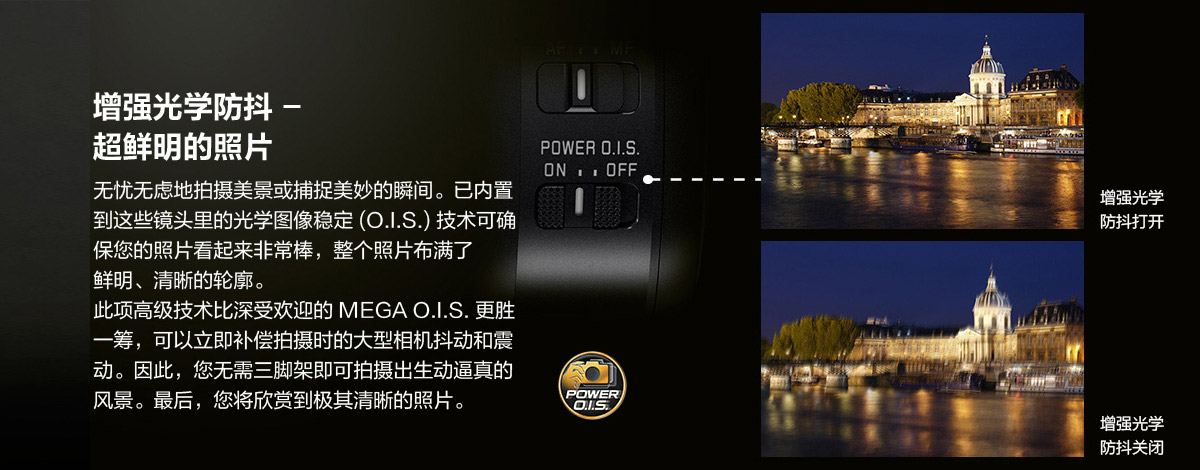 增强光学防抖 –
超鲜明的照片
无忧无虑地拍摄美景或捕捉美妙的瞬间。已内置
到这些镜头里的光学图像稳定 (O.I.S.) 技术可确
保您的照片看起来非常棒，整个照片布满了
鲜明、清晰的轮廓。
此项高级技术比深受欢迎的 MEGA O.I.S. 更胜
一筹，可以立即补偿拍摄时的大型相机抖动和震
动。因此，您无需三脚架即可拍摄出生动逼真的
风景。最后，您将欣赏到极其清晰的照片。
AF MF
POWER O.I.S.
ON OFF
POWER
O.I.S.
增强光学
防抖打开
增强光学
防抖关闭